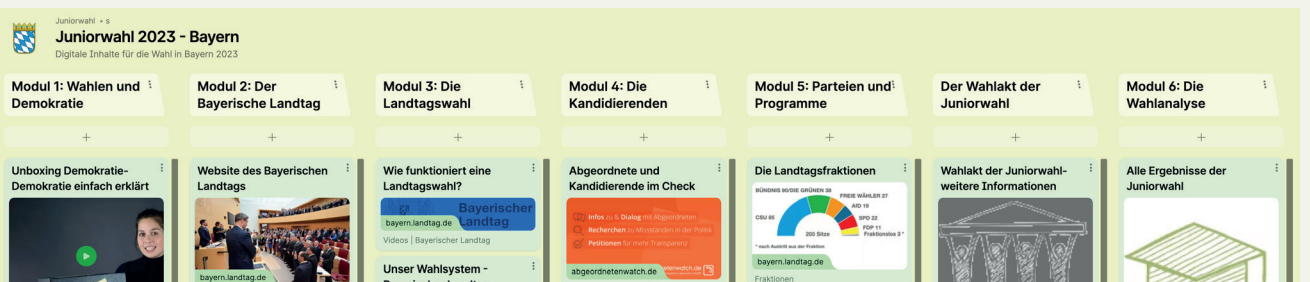 Juniorwahl + s
Juniorwahl 2023 - Bayern
Digitale Inhalte für die Wahl in Bayern 2023
Modul 1: Wahlen und
Demokratie
Modul 2: Der
Bayerische Landtag
Modul 3: Die
Landtagswahl
Modul 4: Die
Kandidierenden
Modul 5: Parteien und
Programme
Der Wahlakt der
Juniorwahl
Modul 6: Die
Wahlanalyse
Unboxing Demokratie-
Demokratie einfach erklärt
Website des Bayerischen
Landtags
bayern.landtag.de
Wie funktioniert eine
Landtagswahl?
Bayerischer
Landtag
bayern.landtag.de
Videos | Bayerischer Landtag
Unser Wahlsystem -
Abgeordnete und
Kandidierende im Check
Infos zu & Dialog mit Abgeordneten
Recherchen zu Missständen in der Politik
Petitionen für mehr Transparenz
abgeordnetenwatch.de
Die Landtagsfraktionen
BÜNDNIS 90/DIE GRÜNEN 38
FREIE WÄHLER 27
AfD 19
CSU 85
SPD 22
FDP 11
200 Sitze
Fraktionslos 3 *
* nach Austritt aus der Fraktion
bayern.landtag.de
Fraktionen
Wahlakt der Juniorwahl-
weitere Informationen
Alle Ergebnisse der
Juniorwahl